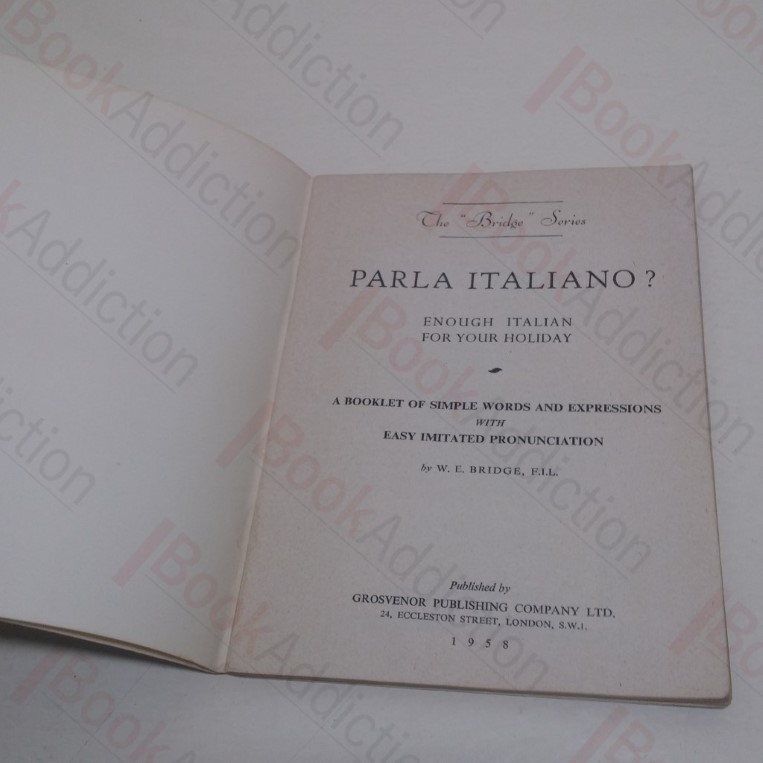 The "Bridge" Series
PARLA ITALIANO?
ENOUGH ITALIAN
FOR YOUR HOLIDAY
A BOOKLET OF SIMPLE WORDS AND EXPRESSIONS
WITH
EASY IMITATED PRONUNCIATION
by W. E. BRIDGE, F.I.L.
Published by
GROSVENOR PUBLISHING COMPANY LTD.
24, ECCLESTON STREET, LONDON, S.W.1.
1958
BookAddiction